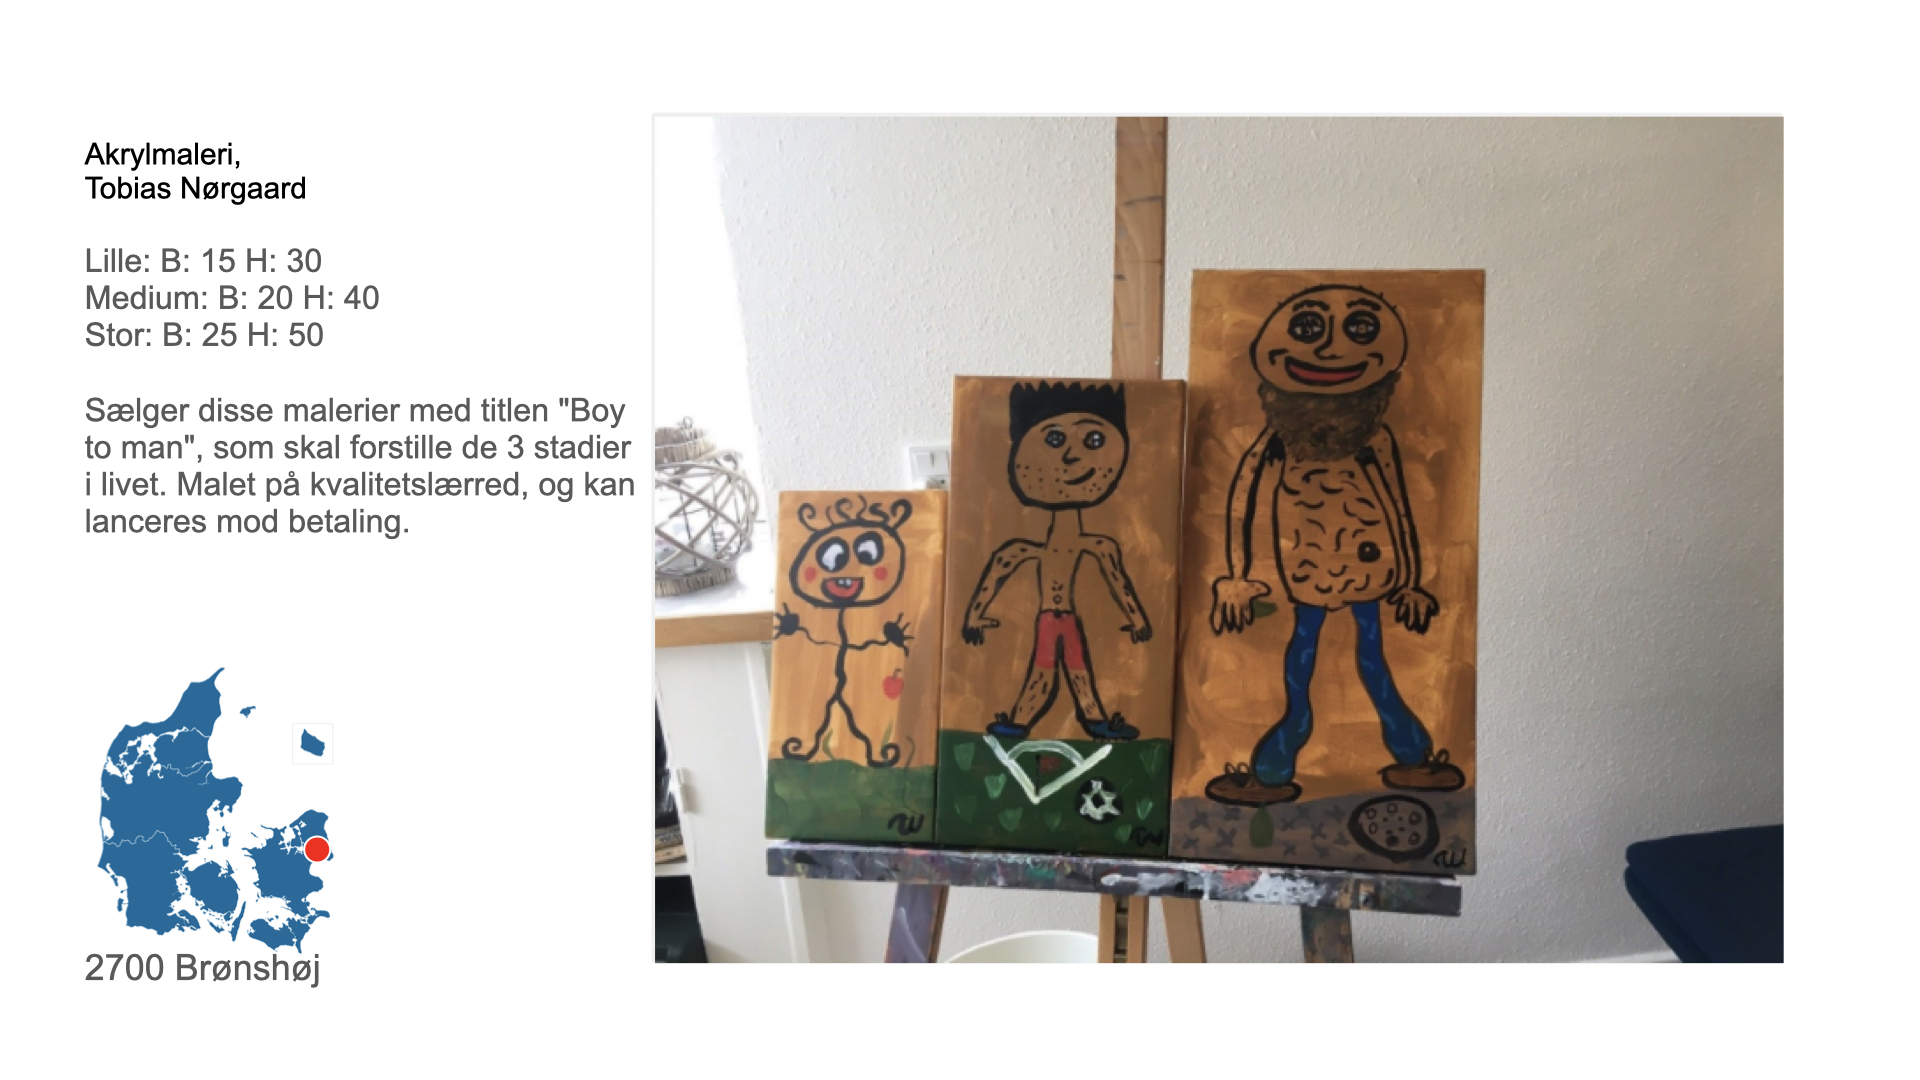 Akrylmaleri,
Tobias Nørgaard
Lille: B: 15 H: 30
Medium: B: 20 H: 40
Stor: B: 25 H: 50
Sælger disse malerier med titlen "Boy
to man", som skal forstille de 3 stadier
i livet. Malet på kvalitetslærred, og kan
lanceres mod betaling.
2700 Brønshøj